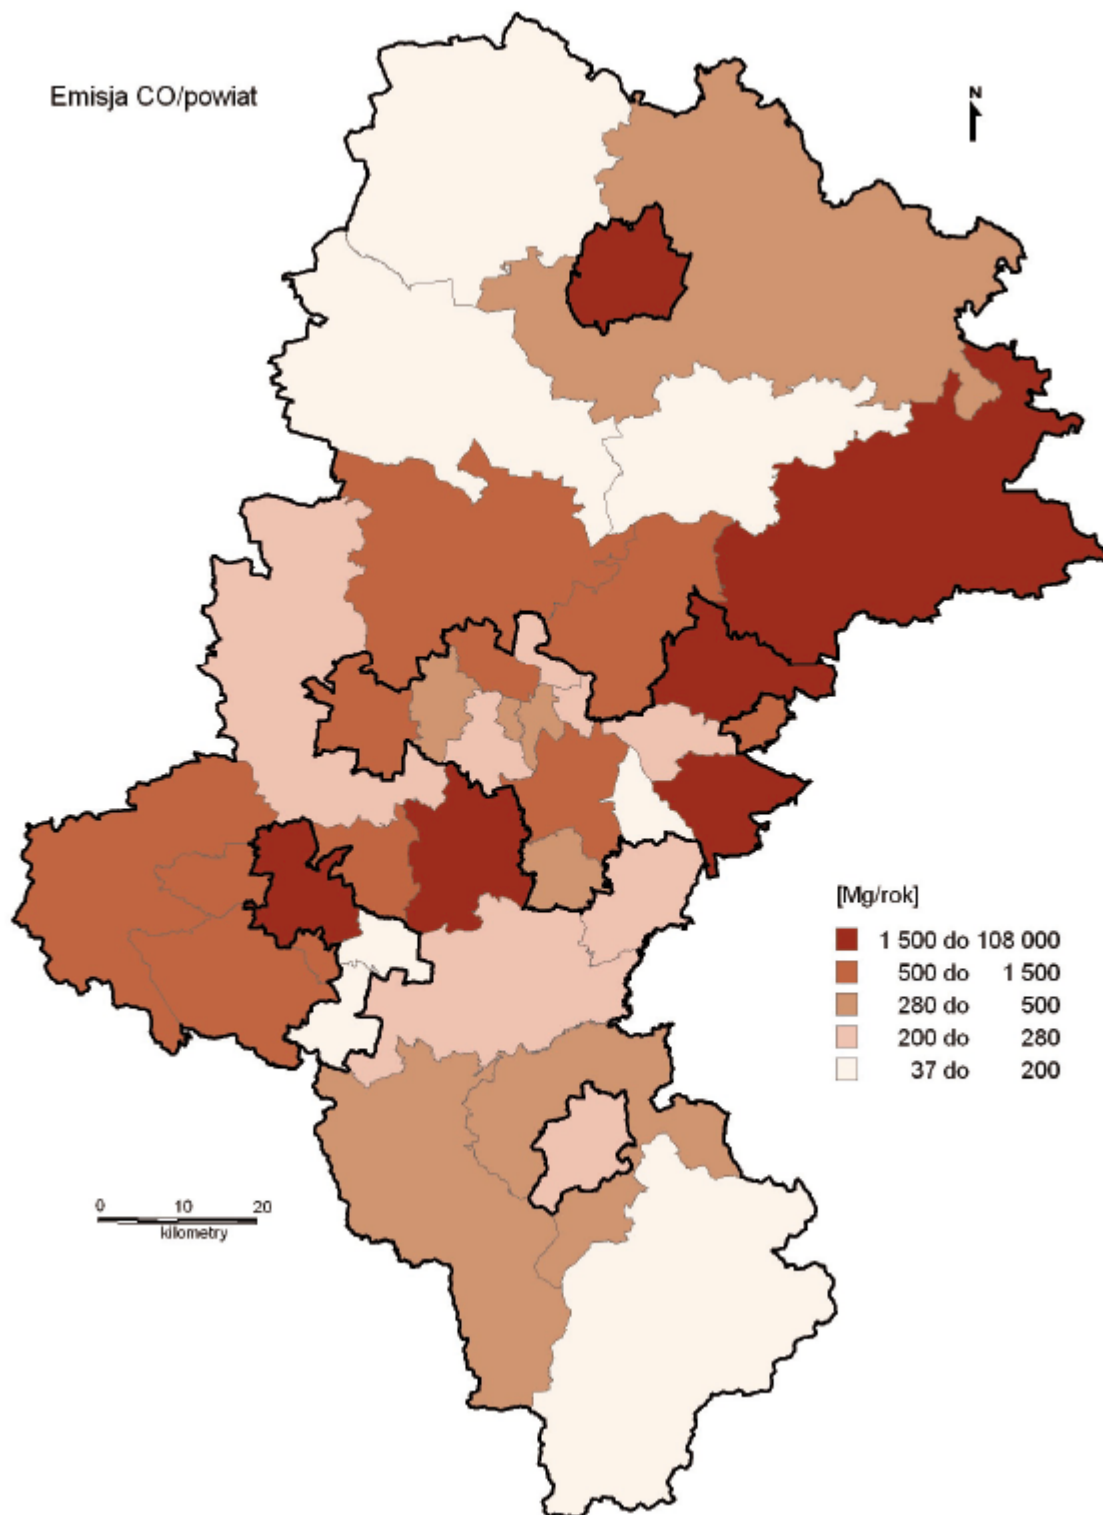 Emisja CO/powiat
N
[Mg/rok]
1 500 do 108 000
500 do 1 500
280 do 500
200 do 280
37 do 200
0 10 20
kilometry